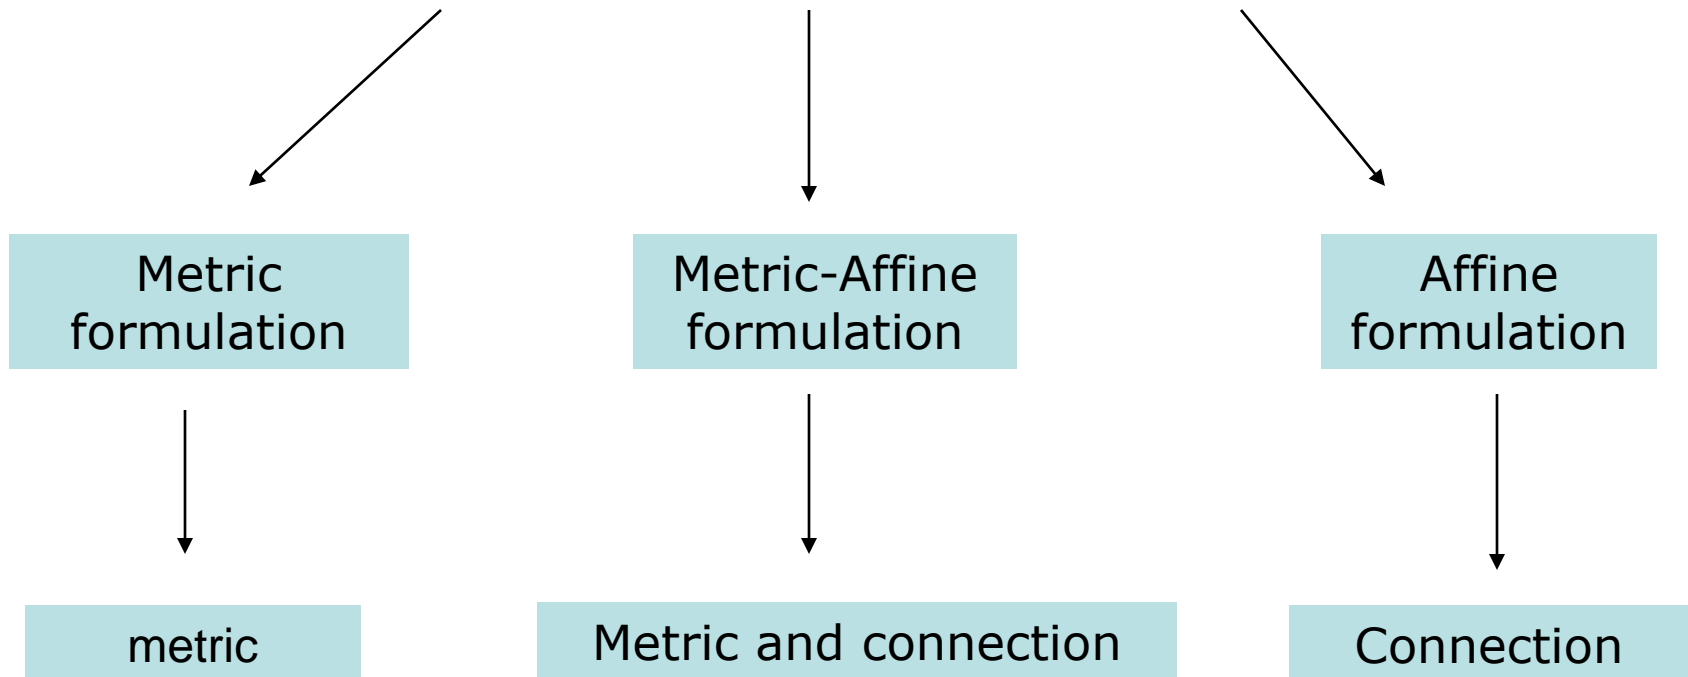 Metric
formulation
Metric-Affine
formulation
Affine
formulation
metric
Metric and connection
Connection